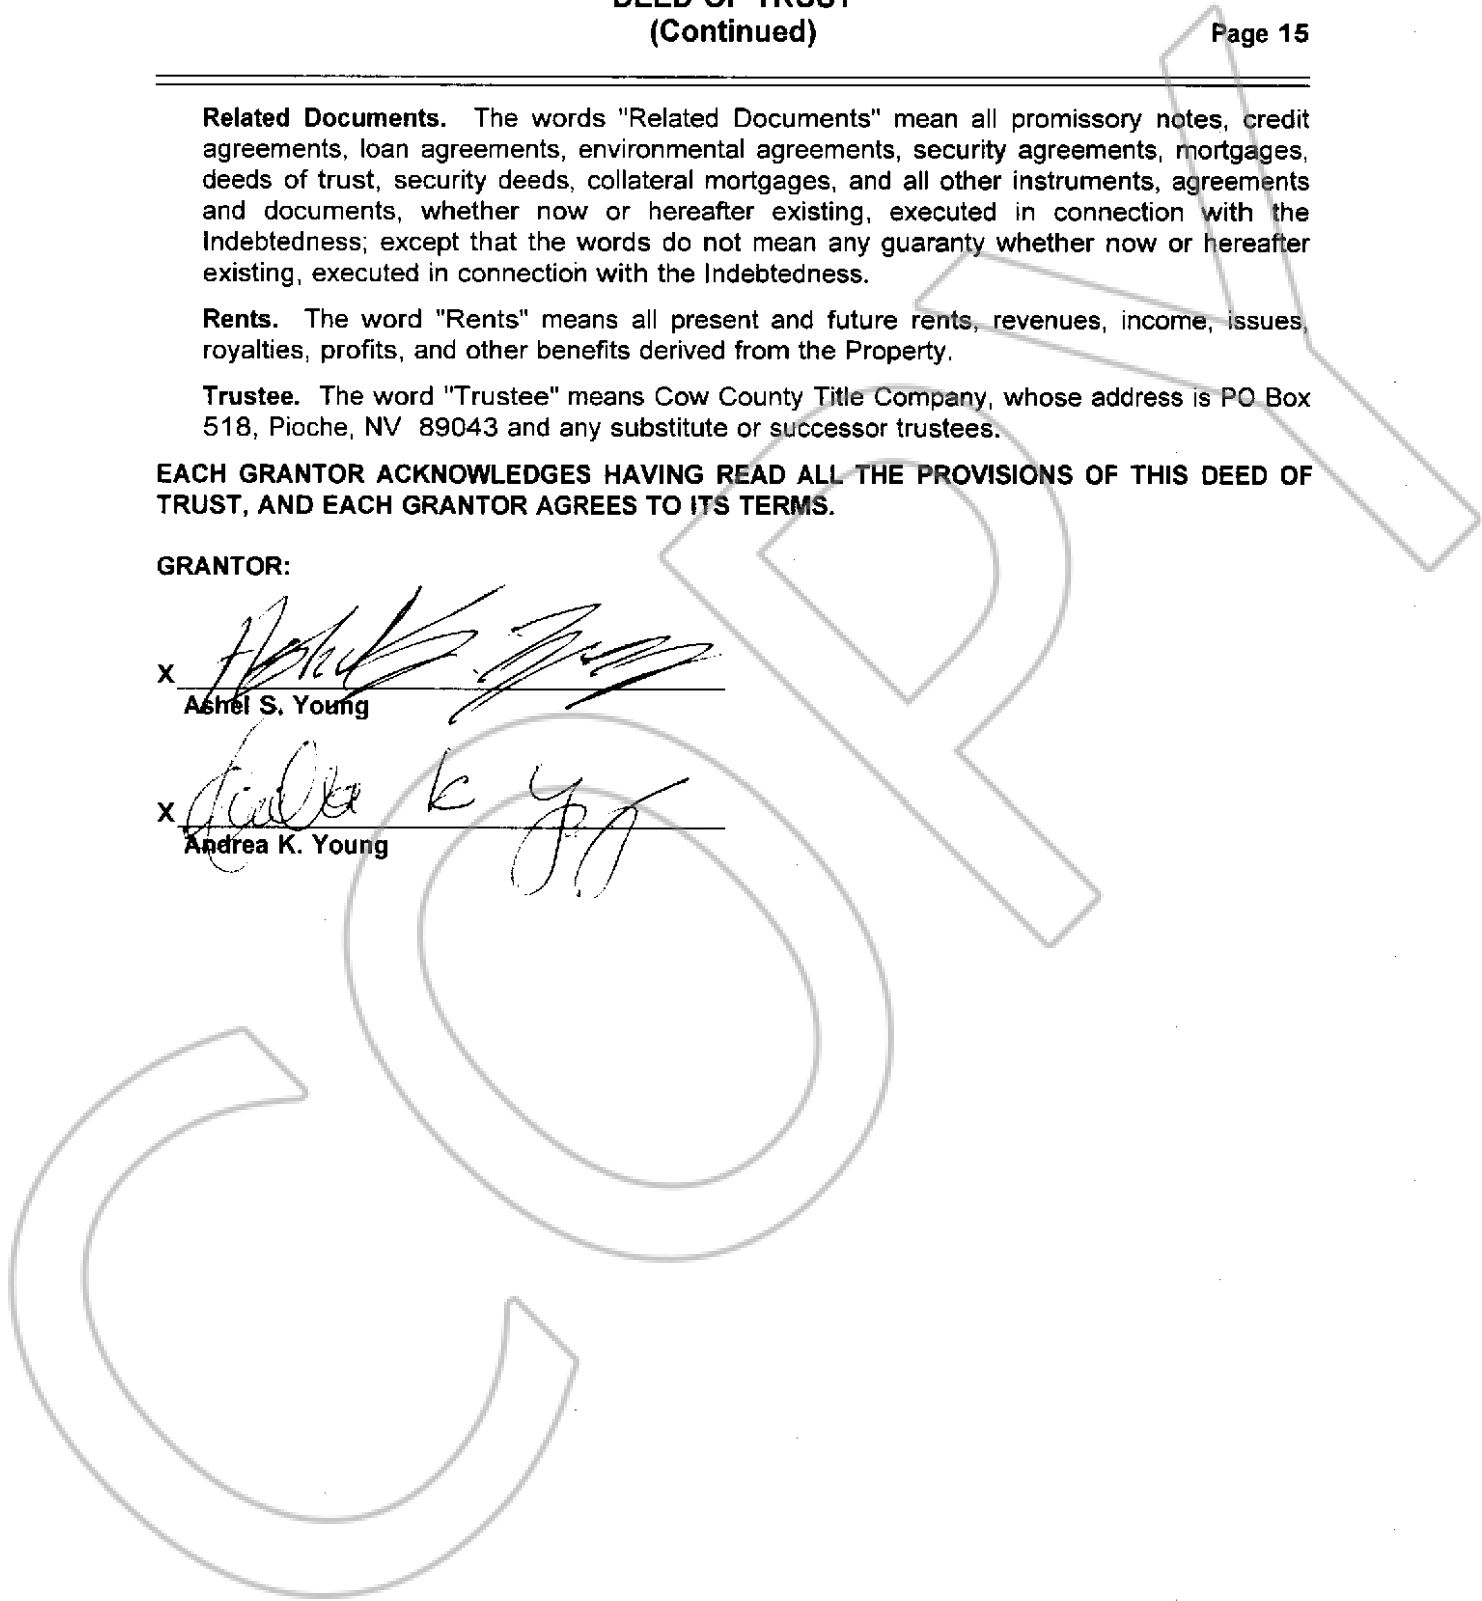 DEED OF TRUST
(Continued) Page 15
Related Documents. The words "Related Documents" mean all promissory notes, credit
agreements, loan agreements, environmental agreements, security agreements, mortgages,
deeds of trust, security deeds, collateral mortgages, and all other instruments, agreements
and documents, whether now or hereafter existing, executed in connection with the
Indebtedness; except that the words do not mean any guaranty whether now or hereafter
existing, executed in connection with the Indebtedness.
Rents. The word "Rents" means all present and future rents, revenues, income, issues,
royalties, profits, and other benefits derived from the Property.
Trustee. The word "Trustee" means Cow County Title Company, whose address is PO Box
518, Pioche, NV 89043 and any substitute or successor trustees.
EACH GRANTOR ACKNOWLEDGES HAVING READ ALL THE PROVISIONS OF THIS DEED OF
TRUST, AND EACH GRANTOR AGREES TO ITS TERMS.
GRANTOR:
X
Ashel S. Young
X
Andrea K. Young
COPY